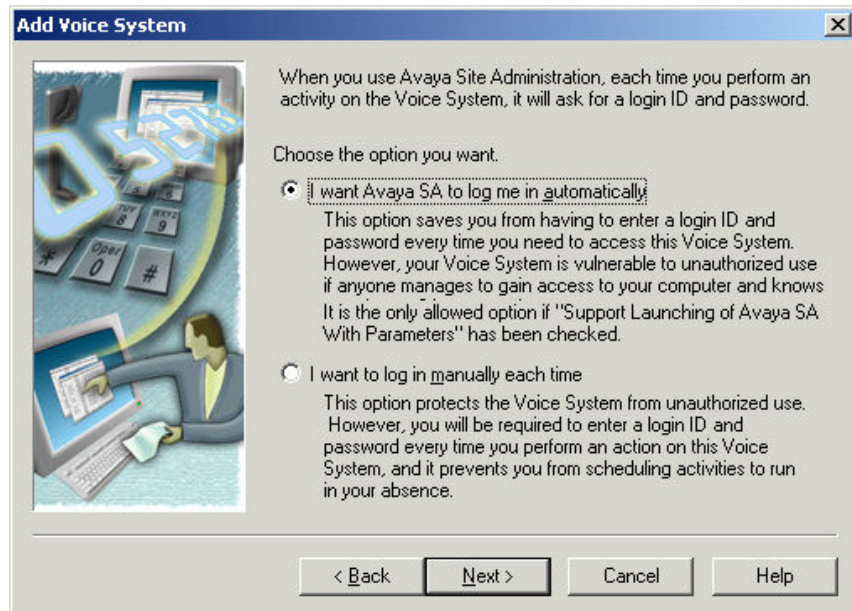 Add Voice System
When you use Avaya Site Administration, each time you perform an
activity on the Voice System, it will ask for a login ID and password.
Choose the option you want.
I want Avaya SA to log me in automatically
This option saves you from having to enter a login ID and
password every time you need to access this Voice System.
However, your Voice System is vulnerable to unauthorized use
if anyone manages to gain access to your computer and knows
It is the only allowed option if "Support Launching of Avaya SA
With Parameters" has been checked.
I want to log in manually each time
This option protects the Voice System from unauthorized use.
However, you will be required to enter a login ID and
password every time you perform an action on this Voice
System, and it prevents you from scheduling activities to run
in your absence.
< Back
Next >
Cancel
Help
8
WXYZ
9
*
Oper
0
#